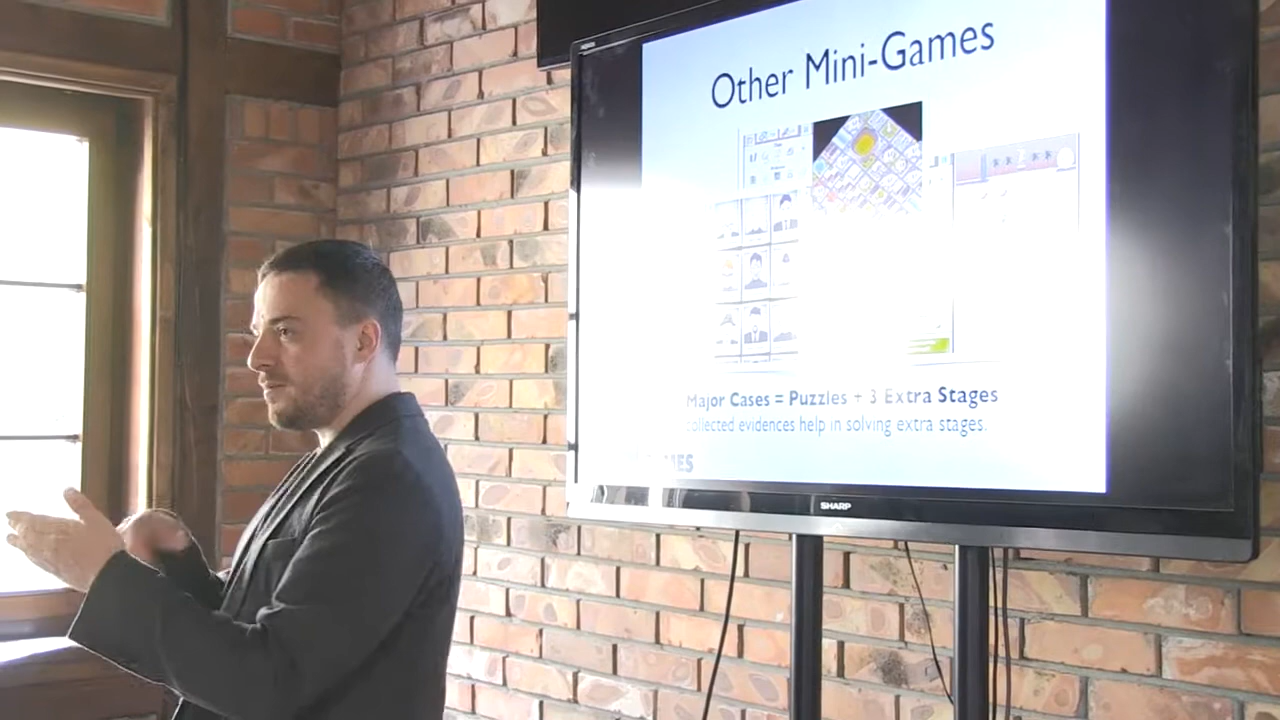 Other Mini-Games
Major Cases = Puzzles + 3 Extra Stages
collected evidences help in solving extra stages.
SHARP